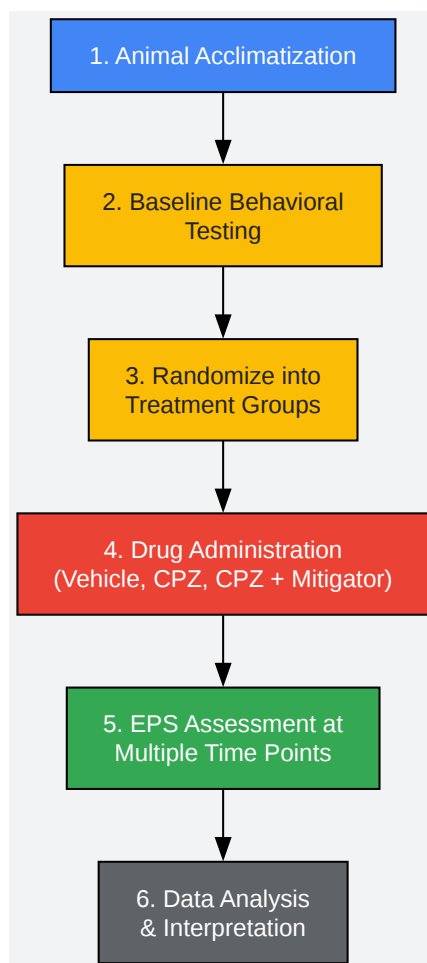 1. Animal Acclimatization
2. Baseline Behavioral
Testing
3. Randomize into
Treatment Groups
4. Drug Administration
(Vehicle, CPZ, CPZ + Mitigator)
5. EPS Assessment at
Multiple Time Points
6. Data Analysis
& Interpretation